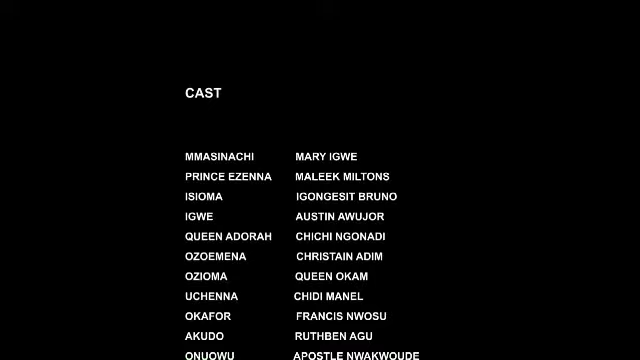 CAST
MMASINACHI MARY IGWE
PRINCE EZENNA MALEEK MILTONS
ISIOMA IGONGESIT BRUNO
IGWE AUSTIN AWUJOR
QUEEN ADORAH CHICHI NGONADI
OZOEMENA CHRISTAIN ADIM
OZIOMA QUEEN OKAM
UCHENNA CHIDI MANEL
OKAFOR FRANCIS NWOSU
AKUDO RUTHBEN AGU
ONUOWU APOSTLE NWAKWOUDE